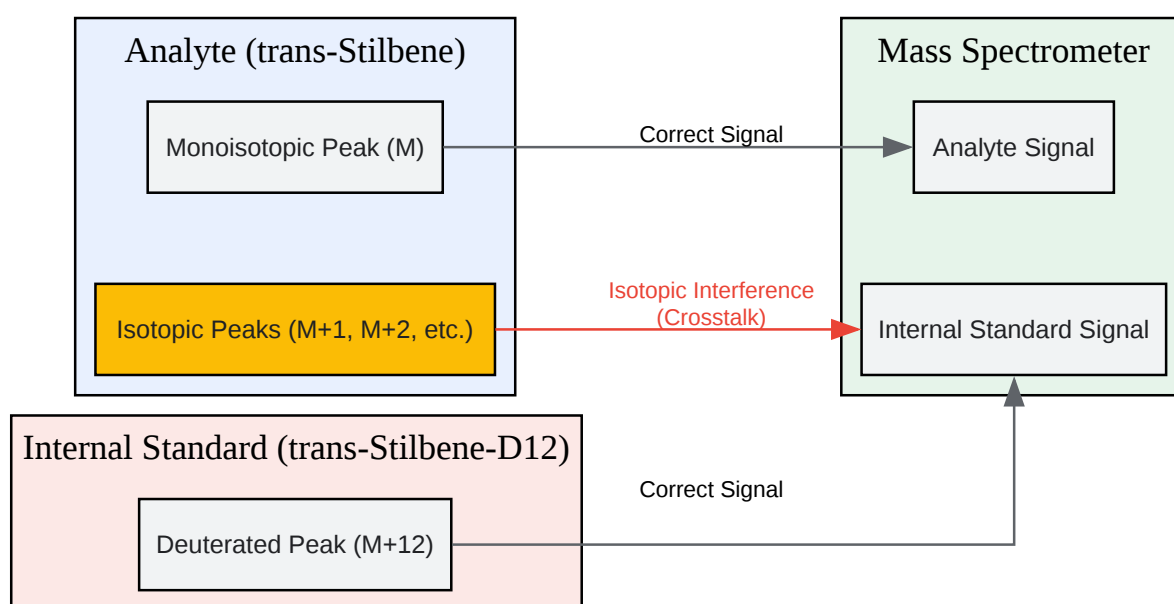 Analyte (trans-Stilbene)
Mass Spectrometer
Monoisotopic Peak (M)
Correct Signal
Analyte Signal
Isotopic Peaks (M+1, M+2, etc.)
Isotopic Interference
(Crosstalk)
Internal Standard Signal
Internal Standard (trans-Stilbene-D12)
Correct Signal
Deuterated Peak (M+12)